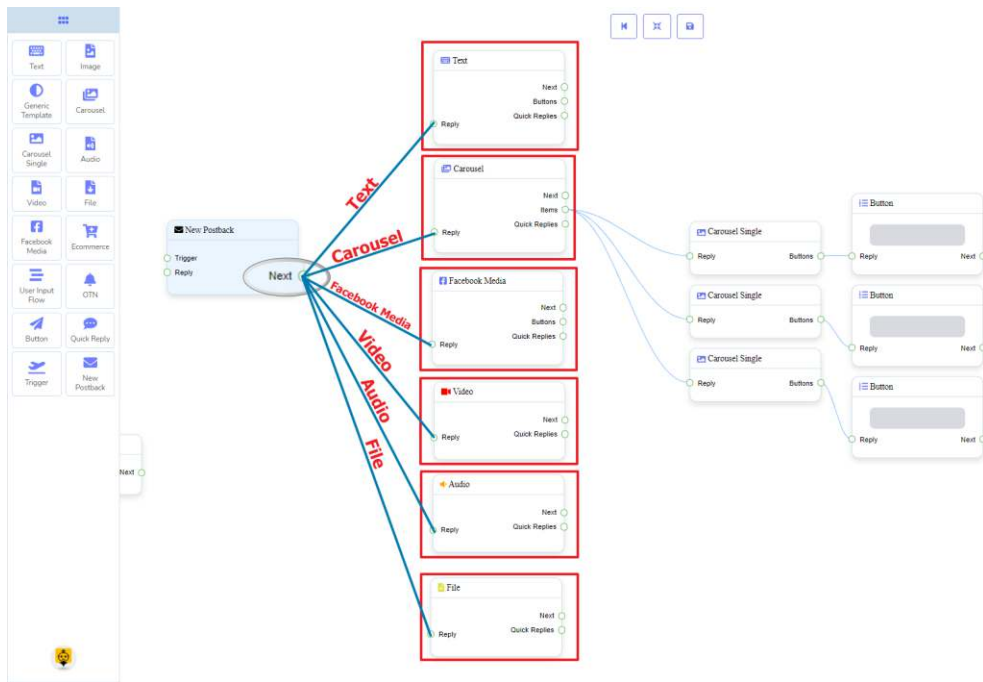 Text
Image
Generic
Template
Carousel
Carousel
Single
Audio
Video
File
Facebook
Media
Ecommerce
User Input
Flow
OTN
Button
Quick Reply
Trigger
New
Postback
Next
New Postback
Trigger
Reply
Next
Text
Carousel
Facebook Media
Video
Audio
File
Text
Next
Buttons
Quick Replies
Reply
Carousel
Next
Items
Quick Replies
Reply
Facebook Media
Next
Buttons
Quick Replies
Reply
Video
Next
Quick Replies
Reply
Audio
Next
Quick Replies
Reply
File
Next
Quick Replies
Reply
Carousel Single
Reply Buttons
Carousel Single
Reply Buttons
Carousel Single
Reply Buttons
Button
Reply Next
Button
Reply Next
Button
Reply Next